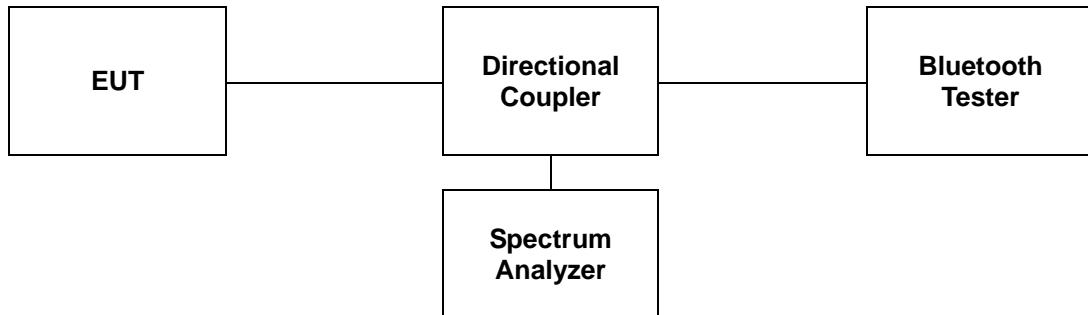 EUT
Directional
Coupler
Bluetooth
Tester
Spectrum
Analyzer